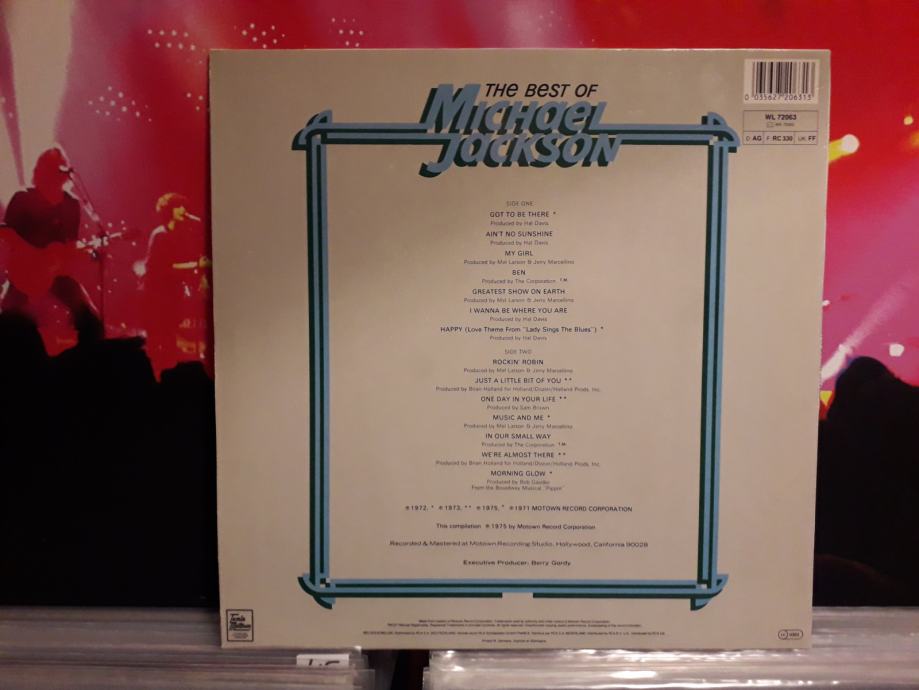 THE BEST OF
MICHAEL
JACKSON
0 035627 206313
WL 72063
D: AG F: RC 330 UK: FF
SIDE ONE
GOT TO BE THERE *
Produced by Hal Davis
AIN'T NO SUNSHINE
Produced by Hal Davis
MY GIRL
Produced by Mel Larson & Jerry Marcellino
BEN
Produced by The Corporation T.M.
GREATEST SHOW ON EARTH
Produced by Mel Larson & Jerry Marcellino
I WANNA BE WHERE YOU ARE
Produced by Hal Davis
HAPPY (Love Theme From "Lady Sings The Blues") *
Produced by Hal Davis
SIDE TWO
ROCKIN' ROBIN
Produced by Mel Larson & Jerry Marcellino
JUST A LITTLE BIT OF YOU **
Produced by Brian Holland for Holland/Dozier/Holland Prods, Inc.
ONE DAY IN YOUR LIFE **
Produced by Sam Brown
MUSIC AND ME *
Produced by Mel Larson & Jerry Marcellino
IN OUR SMALL WAY
Produced by The Corporation T.M.
WE'RE ALMOST THERE **
Produced by Brian Holland for Holland/Dozier/Holland Prods, Inc.
MORNING GLOW *
Produced by Bob Gaudio
From the Broadway Musical "Pippin"
℗ 1972, * ℗ 1973, ** ℗ 1975, ° ℗ 1971 MOTOWN RECORD CORPORATION
This compilation ℗ 1975 by Motown Record Corporation
Recorded & Mastered at Motown Recording Studio, Hollywood, California 90028
Executive Producer: Berry Gordy
Tamla
Motown